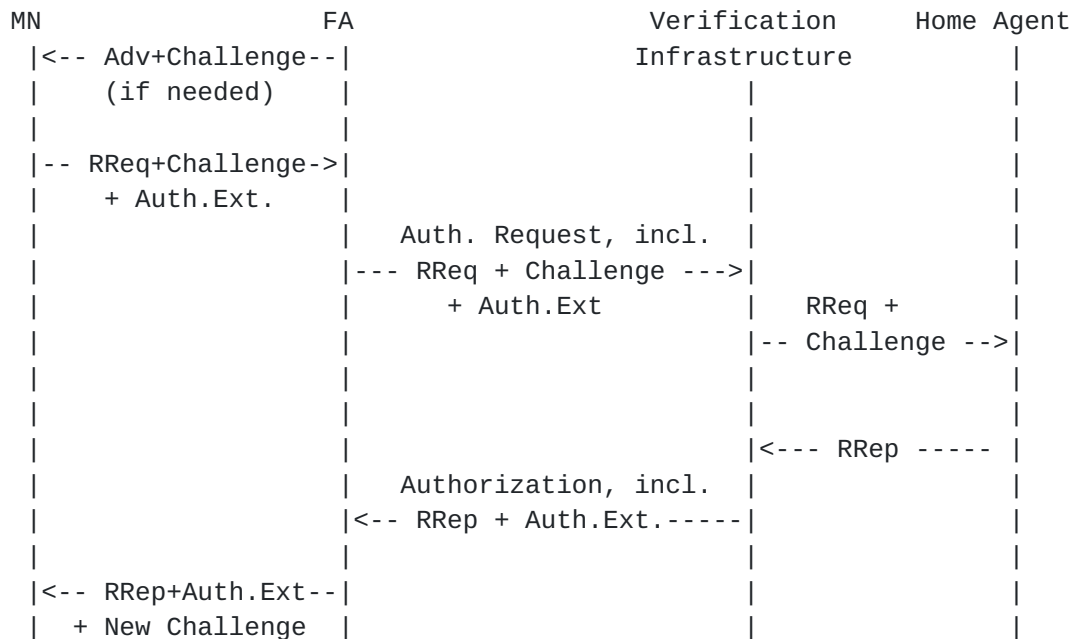 MN                   FA                   Verification     Home Agent
 |<-- Adv+Challenge--|                   Infrastructure          |
 |    (if needed)    |                          |                |
 |                   |                          |                |
 |-- RReq+Challenge->|                          |                |
 |    + Auth.Ext.    |                          |                |
 |                   |   Auth. Request, incl.   |                |
 |                   |--- RReq + Challenge --->|                |
 |                   |      + Auth.Ext          |   RReq +       |
 |                   |                          |-- Challenge -->|
 |                   |                          |                |
 |                   |                          |                |
 |                   |                          |<--- RRep ----- |
 |                   |   Authorization, incl.   |                |
 |                   |<-- RRep + Auth.Ext.-----|                |
 |                   |                          |                |
 |<-- RRep+Auth.Ext--|                          |                |
 |  + New Challenge  |                          |                |